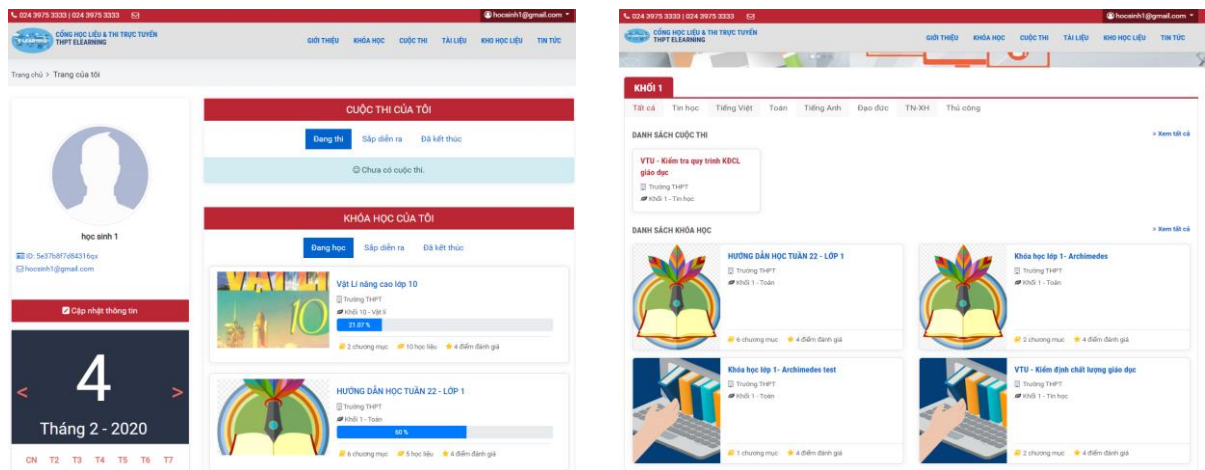 024 3975 3333 | 024 3975 3333
hocsinh1@gmail.com
CỔNG HỌC LIỆU & THI TRỰC TUYẾN
THPT ELEARNING
GIỚI THIỆU KHÓA HỌC CUỘC THI TÀI LIỆU KHO HỌC LIỆU TIN TỨC
Trang chủ > Trang của tôi
học sinh 1
ID: 5e37b8f7d84316qx
hocsinh1@gmail.com
Cập nhật thông tin
< 4 >
Tháng 2 - 2020
CN T2 T3 T4 T5 T6 T7
CUỘC THI CỦA TÔI
Đang thi Sắp diễn ra Đã kết thúc
Chưa có cuộc thi.
KHÓA HỌC CỦA TÔI
Đang học Sắp diễn ra Đã kết thúc
VẬT LÍ
10
Vật Lí nâng cao lớp 10
Trường THPT
Khối 10 - Vật lí
21.07 %
2 chương mục 10 học liệu 4 điểm đánh giá
HƯỚNG DẪN HỌC TUẦN 22 - LỚP 1
Trường THPT
Khối 1 - Toán
60 %
6 chương mục 5 học liệu 4 điểm đánh giá
024 3975 3333 | 024 3975 3333
hocsinh1@gmail.com
CỔNG HỌC LIỆU & THI TRỰC TUYẾN
THPT ELEARNING
GIỚI THIỆU KHÓA HỌC CUỘC THI TÀI LIỆU KHO HỌC LIỆU TIN TỨC
KHỐI 1
Tất cả Tin học Tiếng Việt Toán Tiếng Anh Đạo đức TN-XH Thủ công
DANH SÁCH CUỘC THI
» Xem tất cả
VTU - Kiểm tra quy trình KĐCL
giáo dục
Trường THPT
Khối 1 - Tin học
DANH SÁCH KHÓA HỌC
» Xem tất cả
HƯỚNG DẪN HỌC TUẦN 22 - LỚP 1
Trường THPT
Khối 1 - Toán
6 chương mục 4 điểm đánh giá
Khóa học lớp 1- Archimedes
Trường THPT
Khối 1 - Toán
2 chương mục 4 điểm đánh giá
Khóa học lớp 1- Archimedes test
Trường THPT
Khối 1 - Toán
1 chương mục 4 điểm đánh giá
VTU - Kiểm định chất lượng giáo dục
Trường THPT
Khối 1 - Tin học
2 chương mục 4 điểm đánh giá